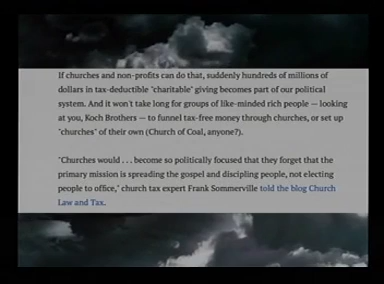 If churches and non-profits can do that, suddenly hundreds of millions of
dollars in tax-deductible "charitable" giving becomes part of our political
system. And it won't take long for groups of like-minded rich people — looking
at you, Koch Brothers — to funnel tax-free money through churches, or set up
"churches" of their own (Church of Coal, anyone?).
"Churches would . . . become so politically focused that they forget that the
primary mission is spreading the gospel and discipling people, not electing
people to office," church tax expert Frank Sommerville told the blog Church
Law and Tax.